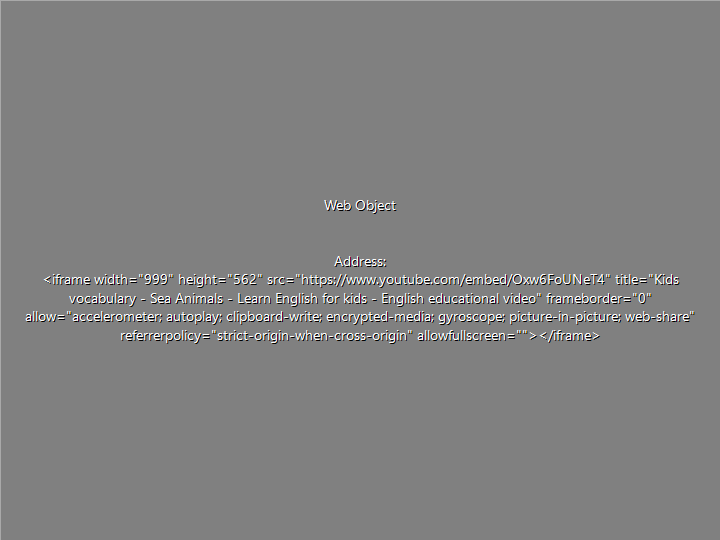 Web Object
Address:
<iframe width="999" height="562" src="https://www.youtube.com/embed/Oxw6FoUNeT4" title="Kids
vocabulary - Sea Animals - Learn English for kids - English educational video" frameborder="0"
allow="accelerometer; autoplay; clipboard-write; encrypted-media; gyroscope; picture-in-picture; web-share"
referrerpolicy="strict-origin-when-cross-origin" allowfullscreen=""></iframe>